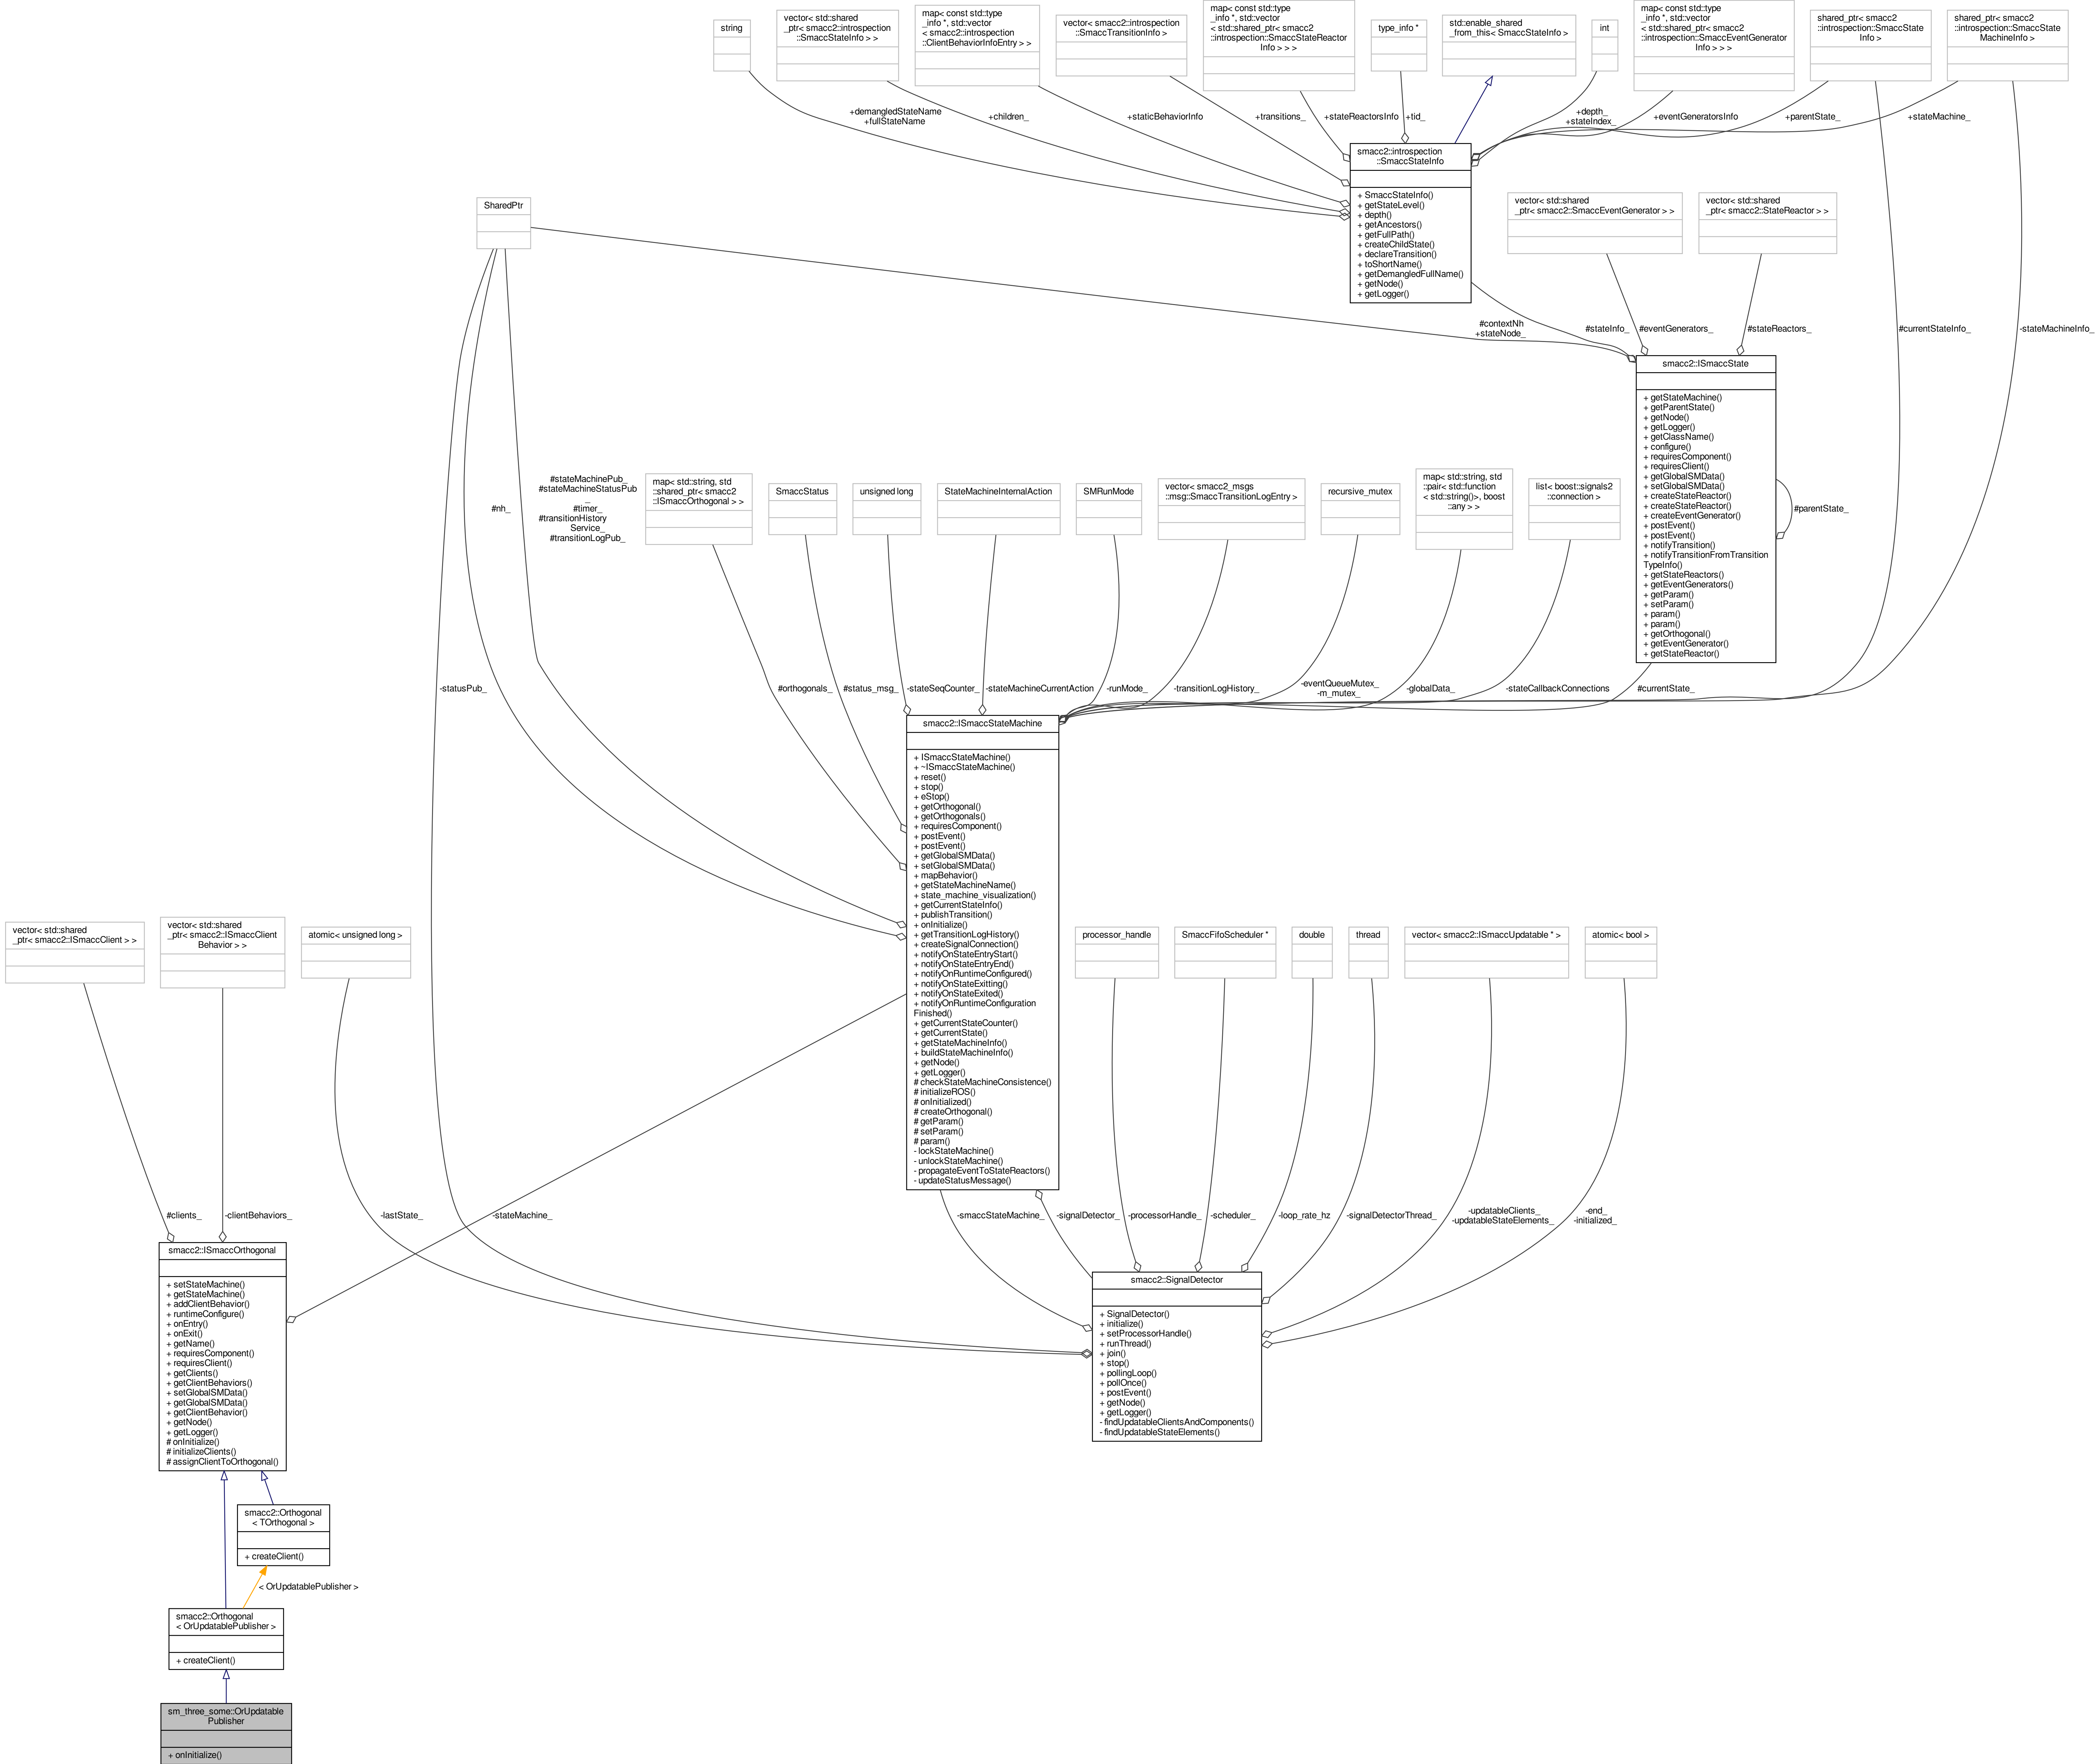 string
vector< std::shared
_ptr< smacc2::introspection
::SmaccStateInfo > >
map< const std::type
_info *, std::vector
< smacc2::introspection
::ClientBehaviorInfoEntry > >
vector< smacc2::introspection
::SmaccTransitionInfo >
map< const std::type
_info *, std::vector
< std::shared_ptr< smacc2
::introspection::SmaccStateReactor
Info > > >
type_info *
std::enable_shared
_from_this< SmaccStateInfo >
int
map< const std::type
_info *, std::vector
< std::shared_ptr< smacc2
::introspection::SmaccEventGenerator
Info > > >
shared_ptr< smacc2
::introspection::SmaccState
Info >
shared_ptr< smacc2
::introspection::SmaccState
MachineInfo >
+demangledStateName
+fullStateName
+children_
+staticBehaviorInfo
+transitions_
+stateReactorsInfo
+tid_
+depth_
+stateIndex_
+eventGeneratorsInfo
+parentState_
+stateMachine_
smacc2::introspection
::SmaccStateInfo
+ SmaccStateInfo()
+ getStateLevel()
+ depth()
+ getAncestors()
+ getFullPath()
+ createChildState()
+ declareTransition()
+ toShortName()
+ getDemangledFullName()
+ getNode()
+ getLogger()
SharedPtr
vector< std::shared
_ptr< smacc2::SmaccEventGenerator > >
vector< std::shared
_ptr< smacc2::StateReactor > >
#contextNh
+stateNode_
#stateInfo_
#eventGenerators_
#stateReactors_
#currentStateInfo_
-stateMachineInfo_
smacc2::ISmaccState
+ getStateMachine()
+ getParentState()
+ getNode()
+ getLogger()
+ getClassName()
+ configure()
+ requiresComponent()
+ requiresClient()
+ getGlobalSMData()
+ setGlobalSMData()
+ createStateReactor()
+ createStateReactor()
+ createEventGenerator()
+ postEvent()
+ postEvent()
+ notifyTransition()
+ notifyTransitionFromTransition
TypeInfo()
+ getStateReactors()
+ getEventGenerators()
+ getParam()
+ setParam()
+ param()
+ param()
+ getOrthogonal()
+ getEventGenerator()
+ getStateReactor()
#parentState_
#nh_
#stateMachinePub_
#stateMachineStatusPub
_
#timer_
#transitionHistory
Service_
#transitionLogPub_
map< std::string, std
::shared_ptr< smacc2
::ISmaccOrthogonal > >
SmaccStatus
unsigned long
StateMachineInternalAction
SMRunMode
vector< smacc2_msgs
::msg::SmaccTransitionLogEntry >
recursive_mutex
map< std::string, std
::pair< std::function
< std::string()>, boost
::any > >
list< boost::signals2
::connection >
-statusPub_
#orthogonals_
#status_msg_
-stateSeqCounter_
-stateMachineCurrentAction
-runMode_
-transitionLogHistory_
-eventQueueMutex_
-m_mutex_
-globalData_
-stateCallbackConnections
#currentState_
smacc2::ISmaccStateMachine
+ ISmaccStateMachine()
+ ~ISmaccStateMachine()
+ reset()
+ stop()
+ eStop()
+ getOrthogonal()
+ getOrthogonals()
+ requiresComponent()
+ postEvent()
+ postEvent()
+ getGlobalSMData()
+ setGlobalSMData()
+ mapBehavior()
+ getStateMachineName()
+ state_machine_visualization()
+ getCurrentStateInfo()
+ publishTransition()
+ onInitialize()
+ getTransitionLogHistory()
+ createSignalConnection()
+ notifyOnStateEntryStart()
+ notifyOnStateEntryEnd()
+ notifyOnRuntimeConfigured()
+ notifyOnStateExitting()
+ notifyOnStateExited()
+ notifyOnRuntimeConfiguration
Finished()
+ getCurrentStateCounter()
+ getCurrentState()
+ getStateMachineInfo()
+ buildStateMachineInfo()
+ getNode()
+ getLogger()
# checkStateMachineConsistence()
# initializeROS()
# onInitialized()
# createOrthogonal()
# getParam()
# setParam()
# param()
- lockStateMachine()
- unlockStateMachine()
- propagateEventToStateReactors()
- updateStatusMessage()
vector< std::shared
_ptr< smacc2::ISmaccClient > >
vector< std::shared
_ptr< smacc2::ISmaccClient
Behavior > >
atomic< unsigned long >
processor_handle
SmaccFifoScheduler *
double
thread
vector< smacc2::ISmaccUpdatable * >
atomic< bool >
#clients_
-clientBehaviors_
-lastState_
-stateMachine_
-smaccStateMachine_
-signalDetector_
-processorHandle_
-scheduler_
-loop_rate_hz
-signalDetectorThread_
-updatableClients_
-updatableStateElements_
-end_
-initialized_
smacc2::ISmaccOrthogonal
+ setStateMachine()
+ getStateMachine()
+ addClientBehavior()
+ runtimeConfigure()
+ onEntry()
+ onExit()
+ getName()
+ requiresComponent()
+ requiresClient()
+ getClients()
+ getClientBehaviors()
+ setGlobalSMData()
+ getGlobalSMData()
+ getClientBehavior()
+ getNode()
+ getLogger()
# onInitialize()
# initializeClients()
# assignClientToOrthogonal()
smacc2::SignalDetector
+ SignalDetector()
+ initialize()
+ setProcessorHandle()
+ runThread()
+ join()
+ stop()
+ pollingLoop()
+ pollOnce()
+ postEvent()
+ getNode()
+ getLogger()
- findUpdatableClientsAndComponents()
- findUpdatableStateElements()
smacc2::Orthogonal
< TOrthogonal >
+ createClient()
< OrUpdatablePublisher >
smacc2::Orthogonal
< OrUpdatablePublisher >
+ createClient()
sm_three_some::OrUpdatable
Publisher
+ onInitialize()